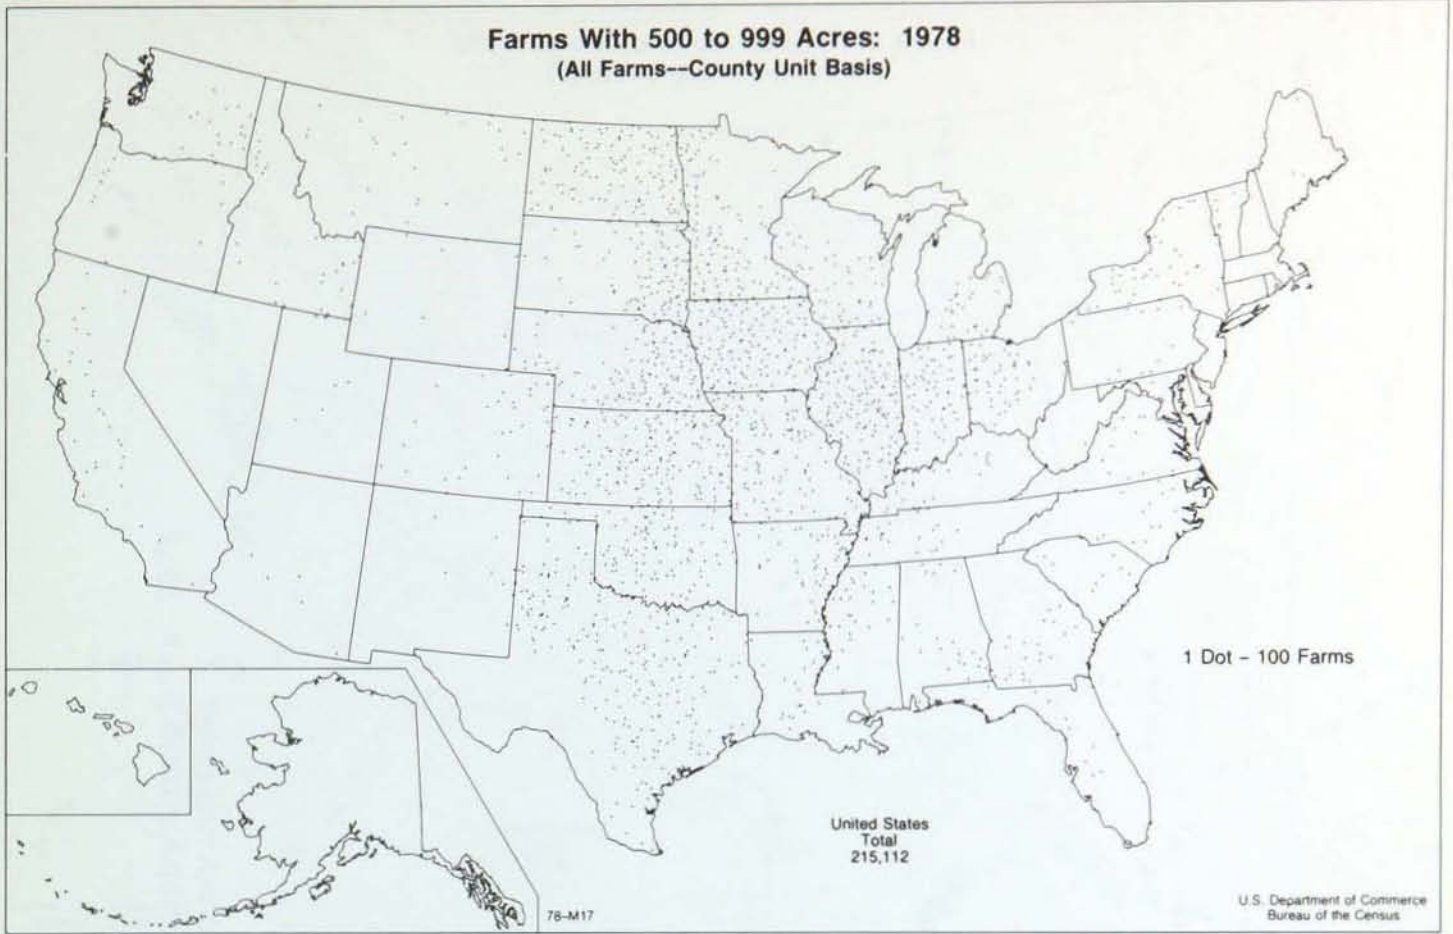 Farms With 500 to 999 Acres: 1978
(All Farms--County Unit Basis)
1 Dot - 100 Farms
United States
Total
215,112
78-M17
U.S. Department of Commerce
Bureau of the Census